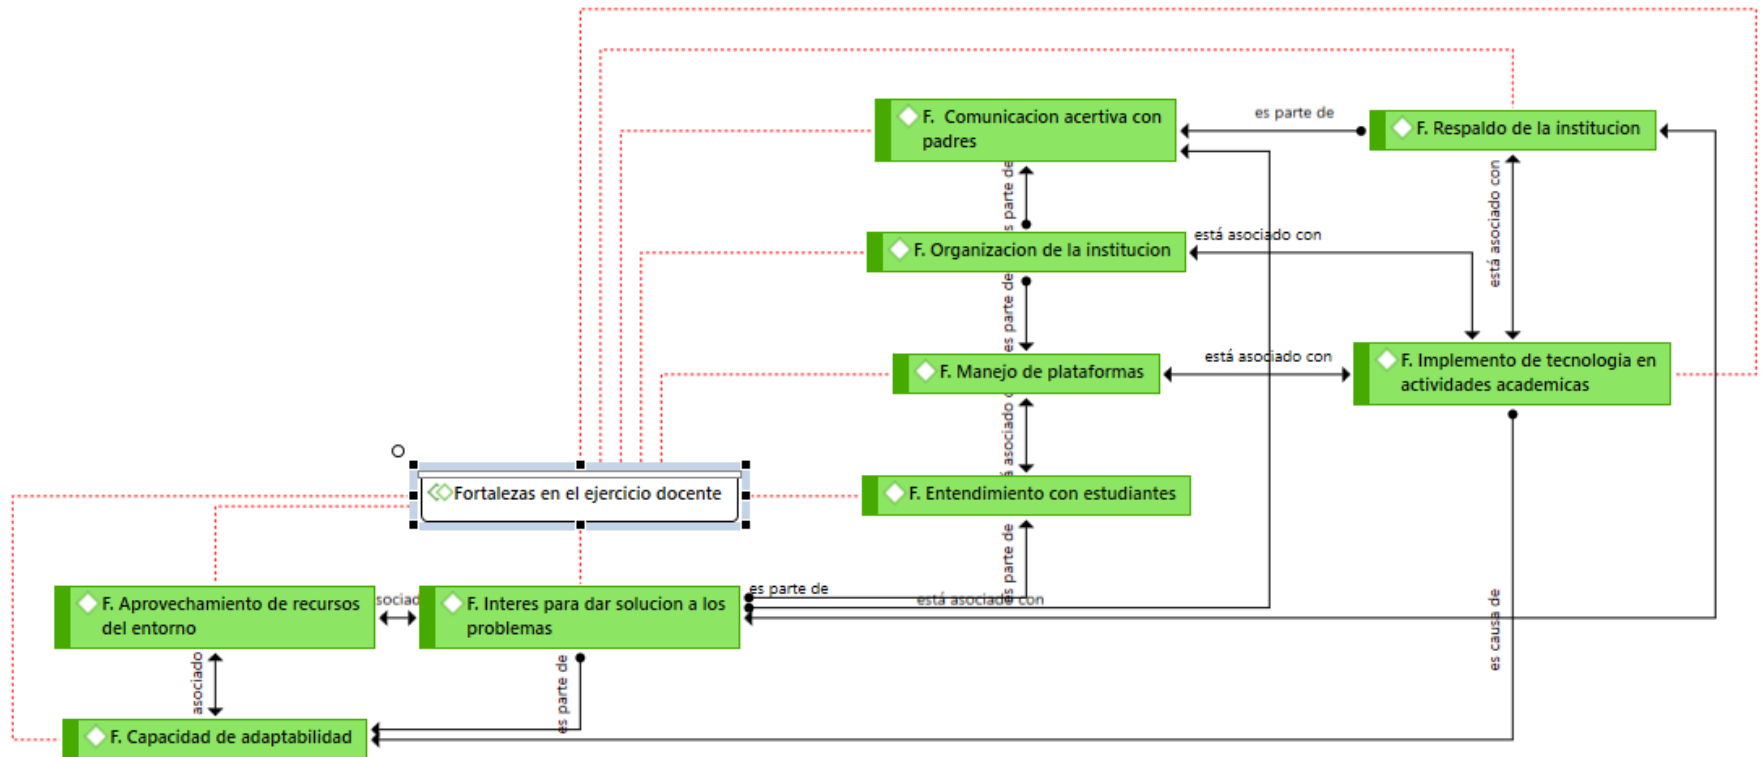 F. Comunicacion acertiva con
padres
es parte de
F. Respaldo de la institucion
es parte de
está asociado con
F. Organizacion de la institucion
está asociado con
es parte de
F. Manejo de plataformas
está asociado con
F. Implemento de tecnologia en
actividades academicas
asociado
Fortalezas en el ejercicio docente
F. Entendimiento con estudiantes
es parte de
F. Aprovechamiento de recursos
del entorno
sociad
F. Interes para dar solucion a los
problemas
es parte de
está asociado con
es causa de
asociado
es parte de
F. Capacidad de adaptabilidad